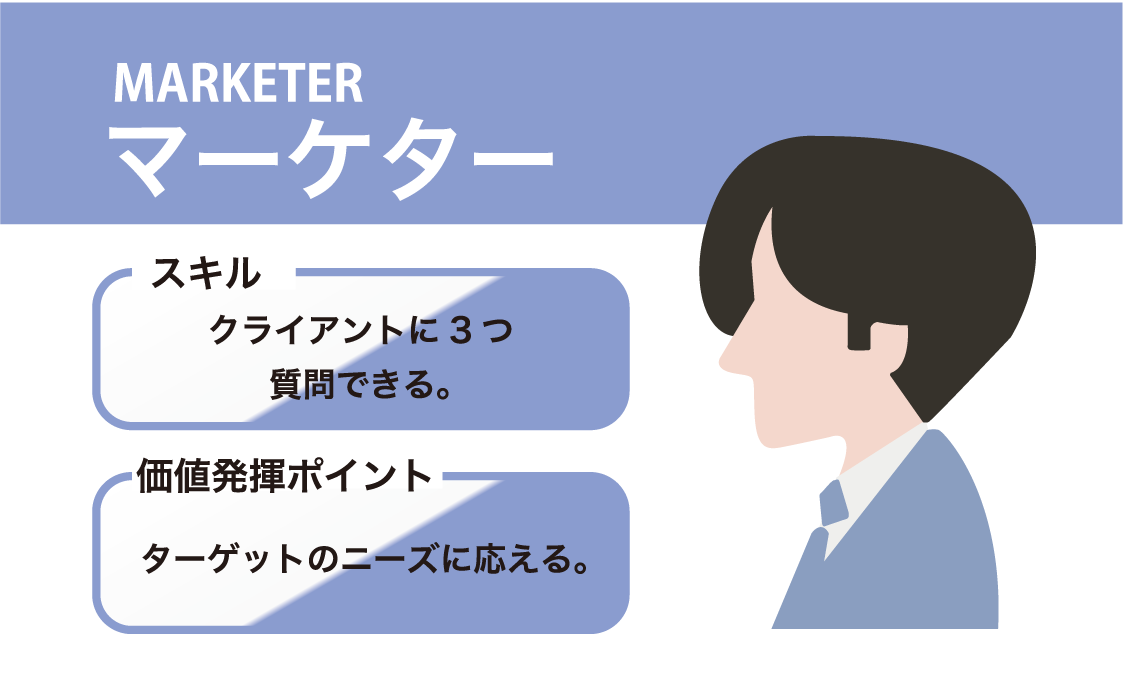 MARKETER
マーケター
スキル
クライアントに3つ
質問できる。
価値発揮ポイント
ターゲットのニーズに応える。